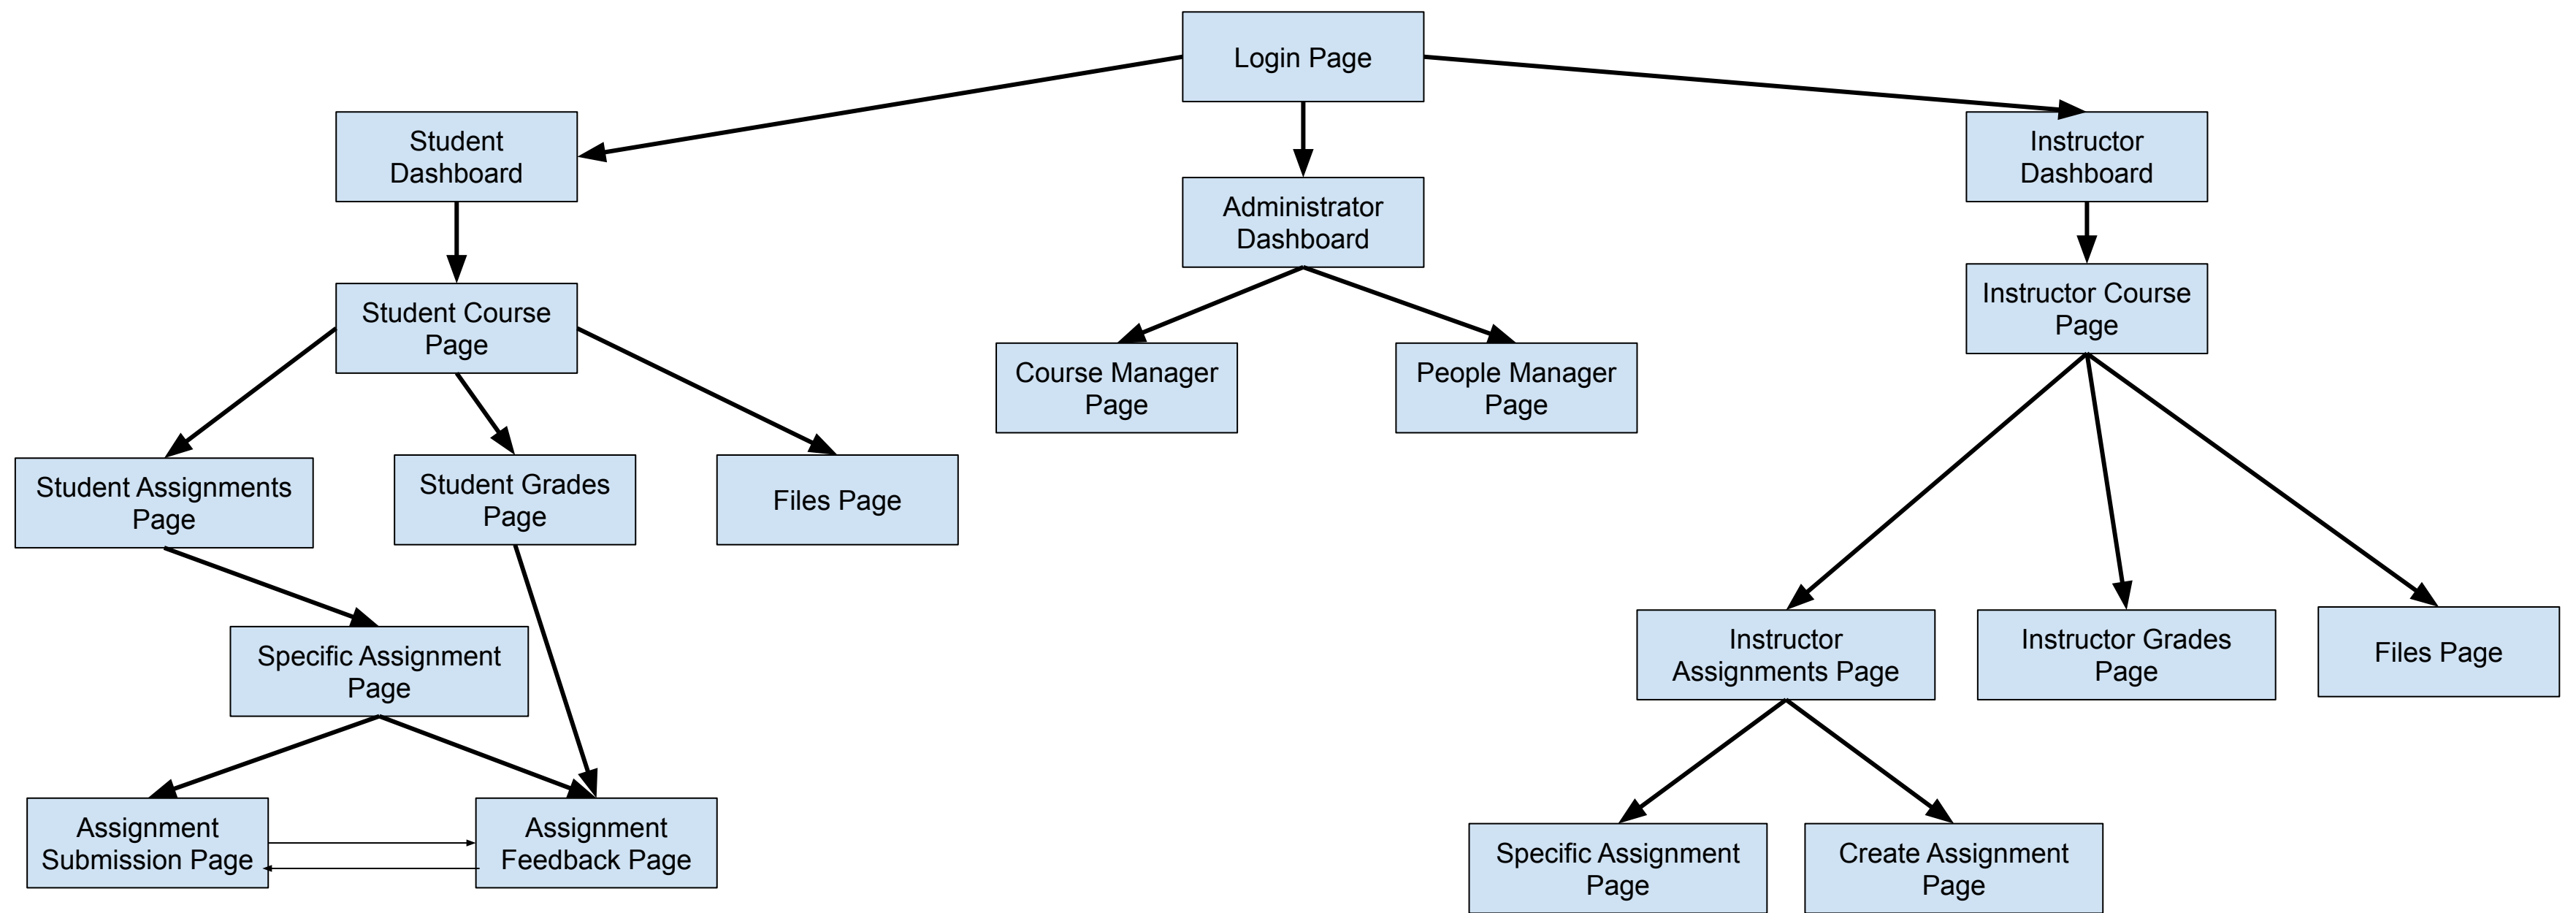 Login Page
Student
Dashboard
Instructor
Dashboard
Administrator
Dashboard
Student Course
Page
Instructor Course
Page
Course Manager
Page
People Manager
Page
Student Assignments
Page
Student Grades
Page
Files Page
Specific Assignment
Page
Instructor
Assignments Page
Instructor Grades
Page
Files Page
Assignment
Submission Page
Assignment
Feedback Page
Specific Assignment
Page
Create Assignment
Page